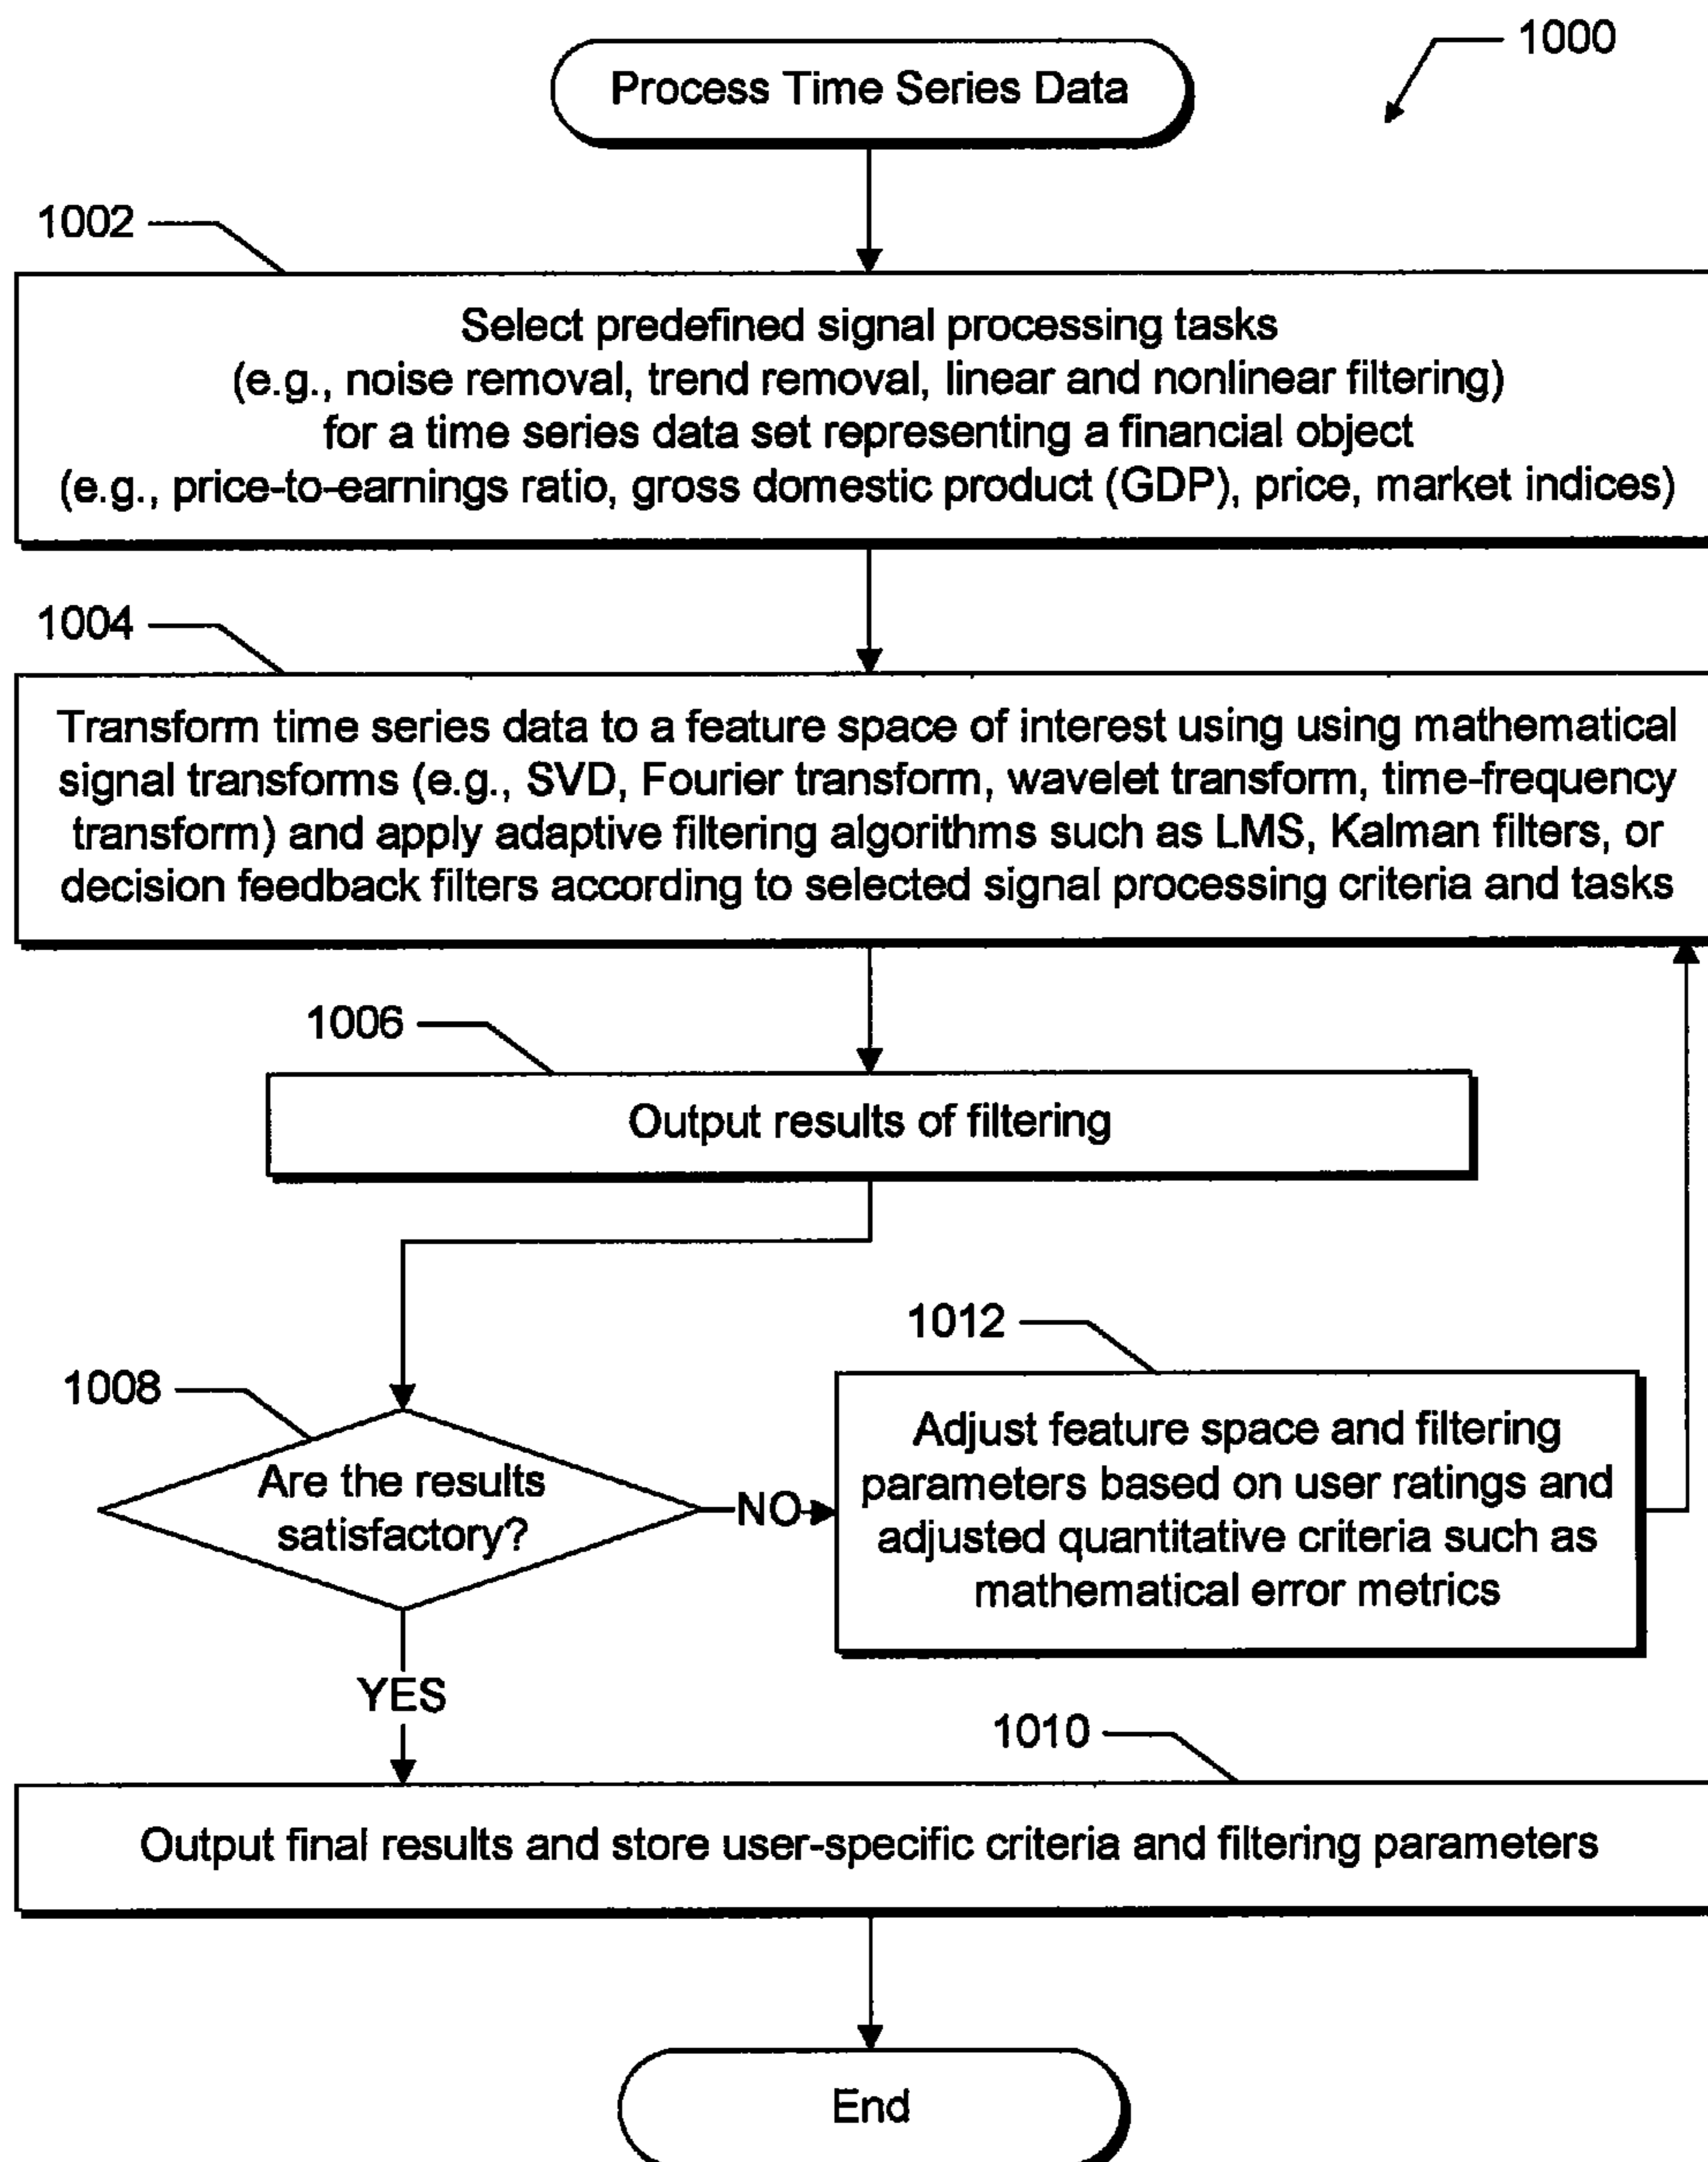 1000
Process Time Series Data
1002
Select predefined signal processing tasks
(e.g., noise removal, trend removal, linear and nonlinear filtering)
for a time series data set representing a financial object
(e.g., price-to-earnings ratio, gross domestic product (GDP), price, market indices)
1004
Transform time series data to a feature space of interest using using mathematical
signal transforms (e.g., SVD, Fourier transform, wavelet transform, time-frequency
transform) and apply adaptive filtering algorithms such as LMS, Kalman filters, or
decision feedback filters according to selected signal processing criteria and tasks
1006
Output results of filtering
1008
Are the results
satisfactory?
NO
1012
Adjust feature space and filtering
parameters based on user ratings and
adjusted quantitative criteria such as
mathematical error metrics
YES
1010
Output final results and store user-specific criteria and filtering parameters
End